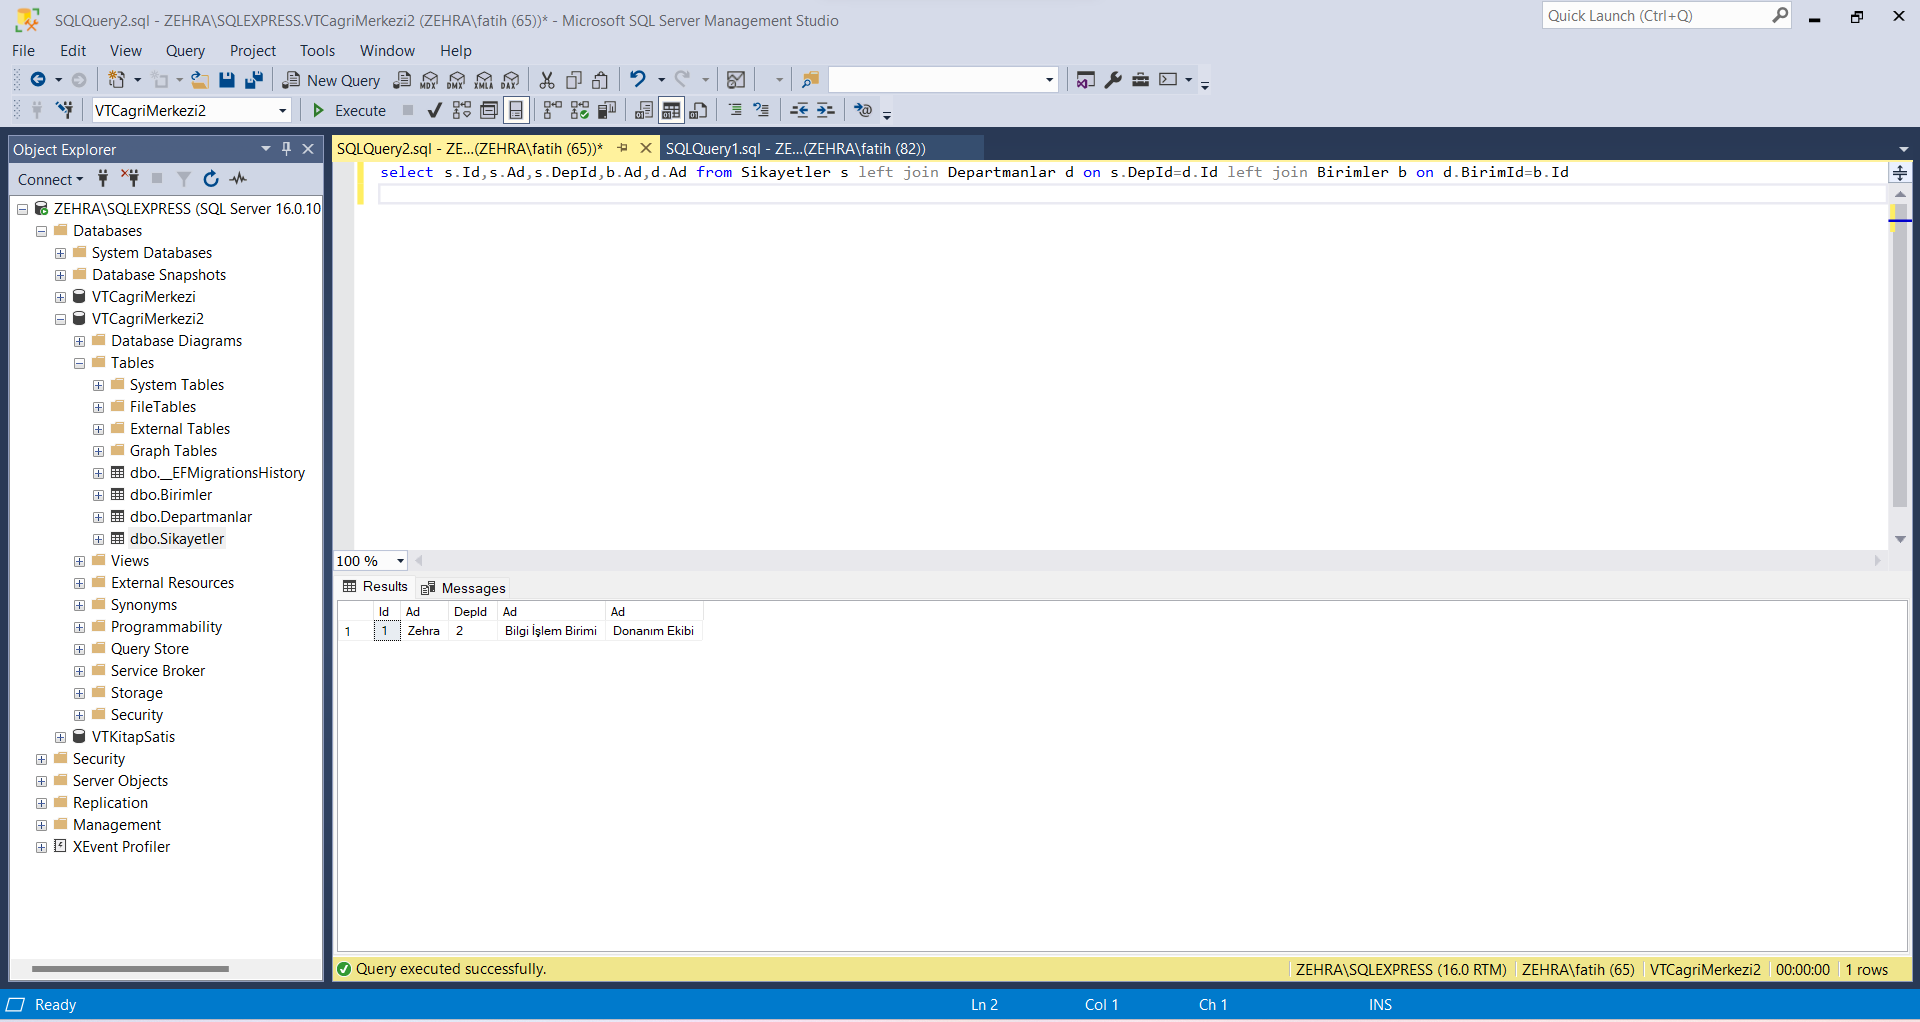 SQLQuery2.sql - ZEHRA\SQLEXPRESS.VTCagriMerkezi2 (ZEHRA\fatih (65))* - Microsoft SQL Server Management Studio
Quick Launch (Ctrl+Q)
File Edit View Query Project Tools Window Help
New Query MDX DMX XMLA DAX
VTCagriMerkezi2 Execute
Object Explorer
Connect
ZEHRA\SQLEXPRESS (SQL Server 16.0.10
Databases
System Databases
Database Snapshots
VTCagriMerkezi
VTCagriMerkezi2
Database Diagrams
Tables
System Tables
FileTables
External Tables
Graph Tables
dbo.__EFMigrationsHistory
dbo.Birimler
dbo.Departmanlar
dbo.Sikayetler
Views
External Resources
Synonyms
Programmability
Query Store
Service Broker
Storage
Security
VTKitapSatis
Security
Server Objects
Replication
Management
XEvent Profiler
SQLQuery2.sql - ZE...(ZEHRA\fatih (65))* SQLQuery1.sql - ZE...(ZEHRA\fatih (82))
select s.Id,s.Ad,s.DepId,b.Ad,d.Ad from Sikayetler s left join Departmanlar d on s.DepId=d.Id left join Birimler b on d.BirimId=b.Id
100 %
Results Messages
Id Ad DepId Ad Ad
1 1 Zehra 2 Bilgi İşlem Birimi Donanım Ekibi
Query executed successfully. ZEHRA\SQLEXPRESS (16.0 RTM) ZEHRA\fatih (65) VTCagriMerkezi2 00:00:00 1 rows
Ready Ln 2 Col 1 Ch 1 INS